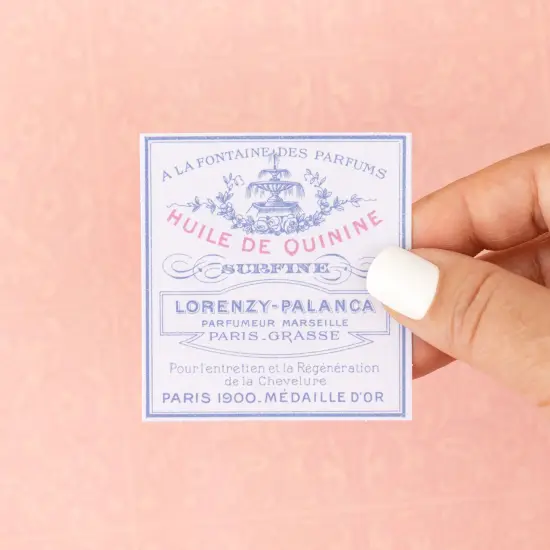 A LA FONTAINE DES PARFUMS
HUILE DE QUININE
SURFINE
LORENZY-PALANCA
PARFUMEUR MARSEILLE
PARIS-GRASSE
Pour l'entretien et la Régénération
de la Chevelure
PARIS 1900. MÉDAILLE D'OR